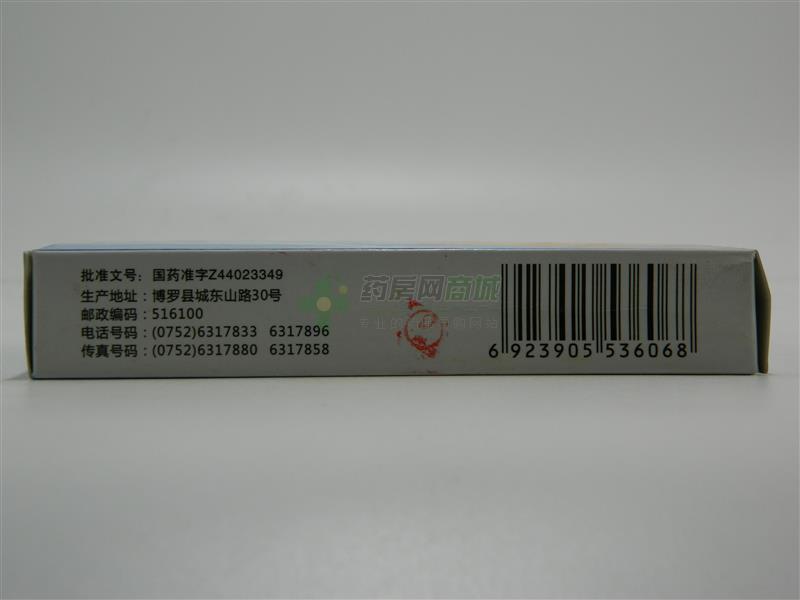 批准文号：国药准字Z44023349
生产地址：博罗县城东山路30号
邮政编码：516100
电话号码：(0752)6317833 6317896
传真号码：(0752)6317880 6317858
药房网商城
6 923905 536068